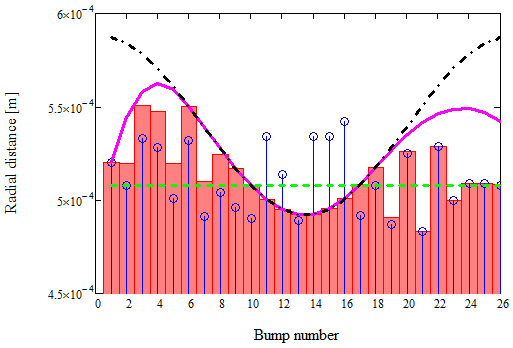 6×10⁻⁴
5.5×10⁻⁴
5×10⁻⁴
4.5×10⁻⁴
Radial distance [m]
0 2 4 6 8 10 12 14 16 18 20 22 24 26
Bump number